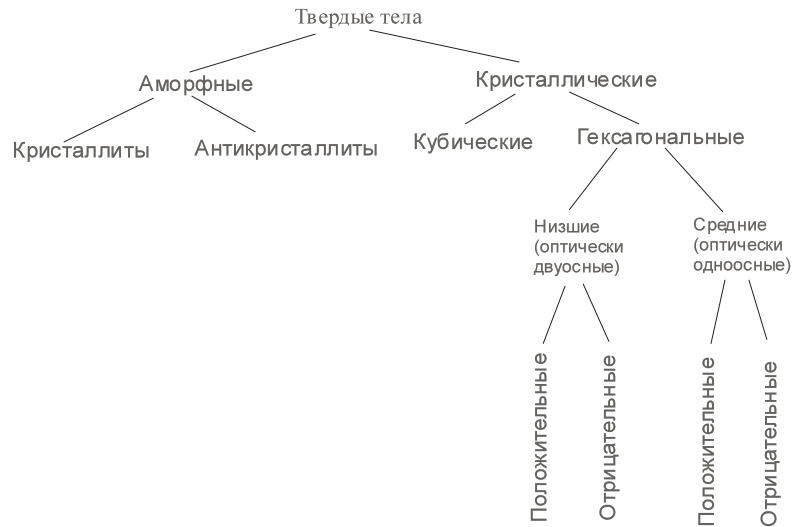 Твердые тела
Аморфные
Кристаллические
Кристаллиты
Антикристаллиты
Кубические
Гексагональные
Низшие
(оптически
двуосные)
Средние
(оптически
одноосные)
Положительные
Отрицательные
Положительные
Отрицательные